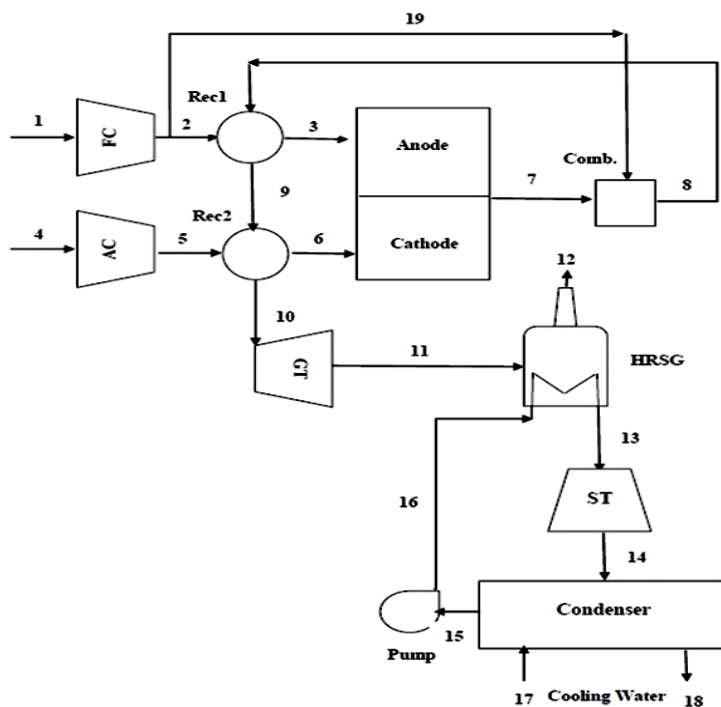 19
Rec1
1
FC
2
3
Anode
Comb.
7
8
9
Rec2
4
AC
5
6
Cathode
12
10
GT
11
HRSG
13
16
ST
14
Condenser
15
Pump
17
Cooling Water
18